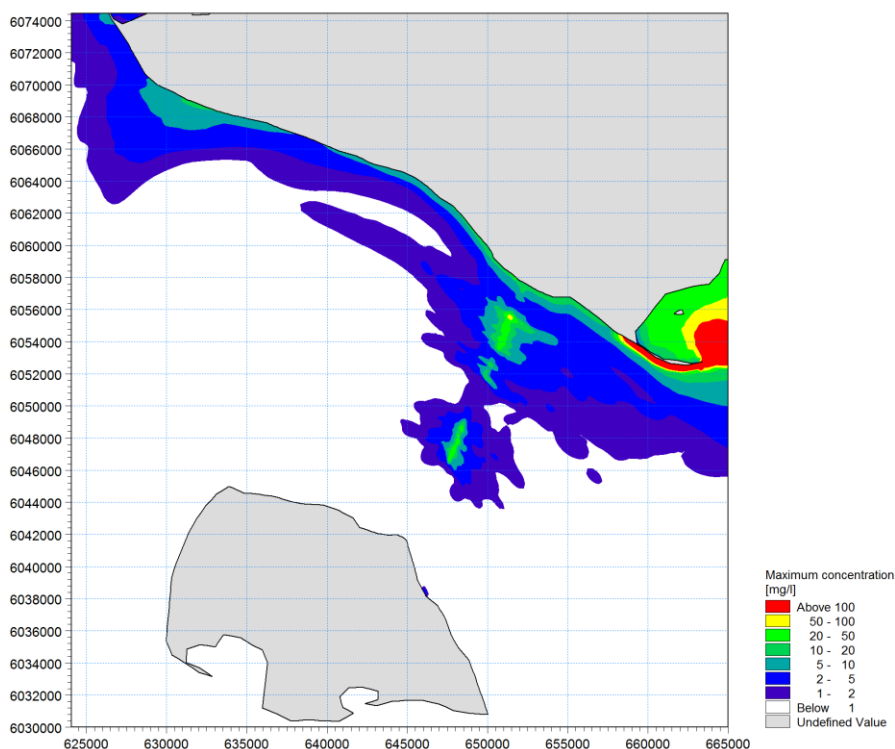 6074000
6072000
6070000
6068000
6066000
6064000
6062000
6060000
6058000
6056000
6054000
6052000
6050000
6048000
6046000
6044000
6042000
6040000
6038000
6036000
6034000
6032000
6030000
625000 630000 635000 640000 645000 650000 655000 660000 665000
Maximum concentration
[mg/l]
Above 100
50 - 100
20 - 50
10 - 20
5 - 10
2 - 5
1 - 2
Below 1
Undefined Value